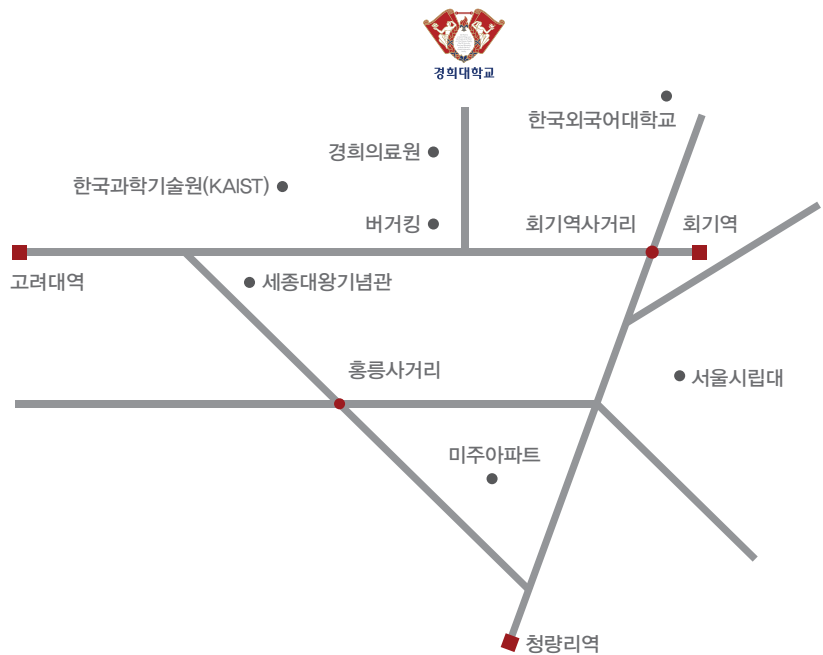 경희대학교
한국외국어대학교
경희의료원
한국과학기술원(KAIST)
버거킹
회기역사거리
회기역
고려대역
세종대왕기념관
홍릉사거리
서울시립대
미주아파트
청량리역